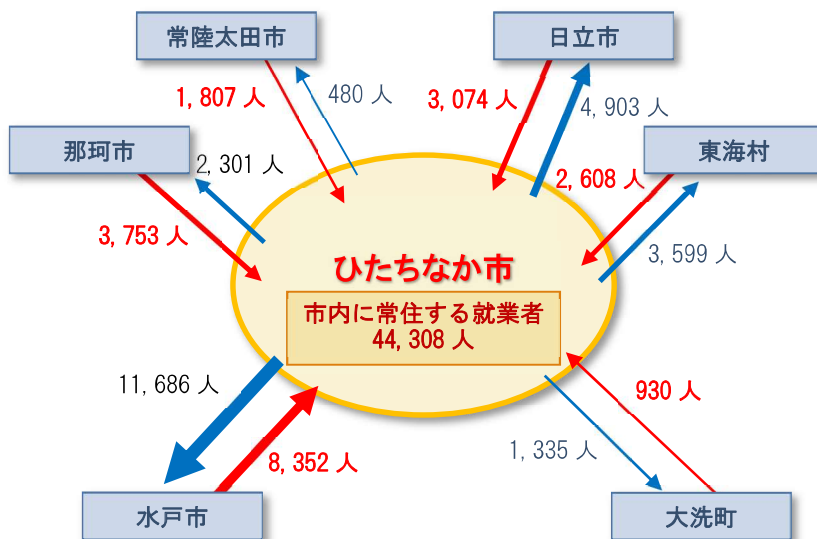 常陸太田市
日立市
1,807 人
480 人
3,074 人
4,903 人
那珂市
東海村
2,301 人
2,608 人
3,753 人
3,599 人
ひたちなか市
市内に常住する就業者
44,308 人
11,686 人
930 人
8,352 人
1,335 人
水戸市
大洗町